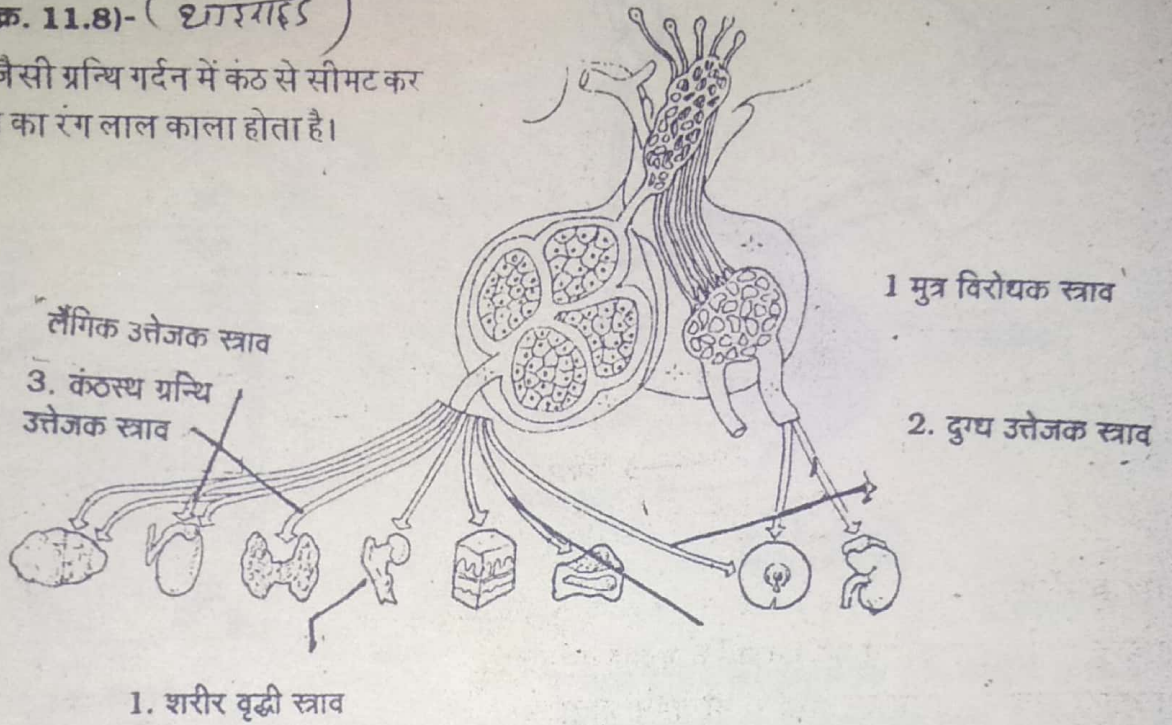 क्र. 11.8)- ( थायराइड )
जैसी ग्रन्थि गर्दन में कंठ से सीमट कर
का रंग लाल काला होता है।
1 मुत्र विरोधक स्त्राव
लैंगिक उत्तेजक स्त्राव
3. कंठस्थ ग्रन्थि
उत्तेजक स्त्राव
2. दुग्ध उत्तेजक स्त्राव
1. शरीर वृद्धी स्त्राव